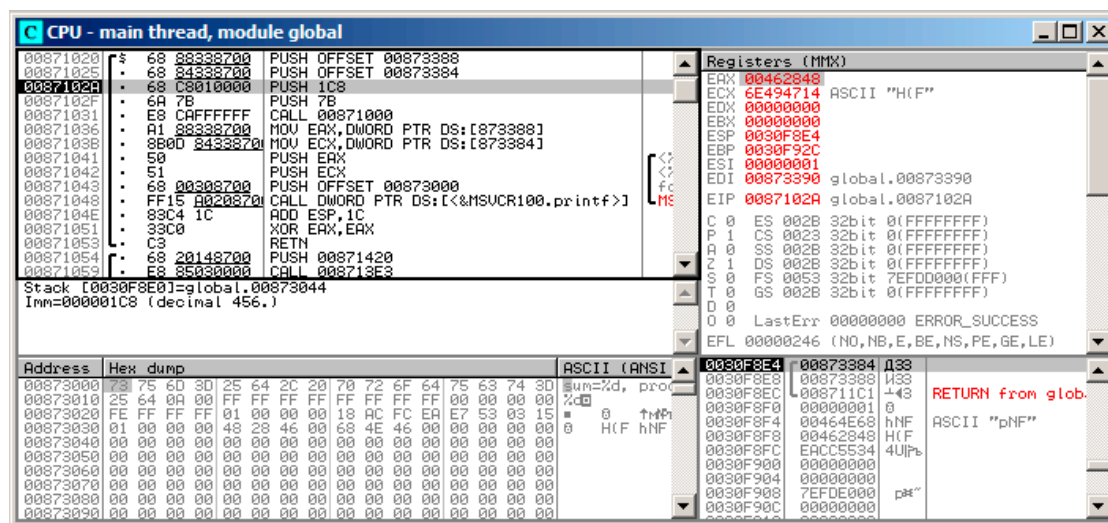 C CPU - main thread, module global
00871020 $ 68 88338700 PUSH OFFSET 00873388
00871025 . 68 84338700 PUSH OFFSET 00873384
0087102A . 68 C8010000 PUSH 1C8
0087102F . 6A 7B PUSH 7B
00871031 . E8 CAFFFFFF CALL 00871000
00871036 . A1 88338700 MOV EAX,DWORD PTR DS:[873388]
0087103B . 8B0D 84338700 MOV ECX,DWORD PTR DS:[873384]
00871041 . 50 PUSH EAX
00871042 . 51 PUSH ECX
00871043 . 68 00308700 PUSH OFFSET 00873000
00871048 . FF15 A0208700 CALL DWORD PTR DS:[<&MSVCR100.printf>]
0087104E . 83C4 1C ADD ESP,1C
00871051 . 33C0 XOR EAX,EAX
00871053 . C3 RETN
00871054 . 68 20148700 PUSH 00871420
00871059 . E8 85030000 CALL 008713E3
Stack [0030F8E0]=global.00873044
Imm=000001C8 (decimal 456.)
Registers (MMX)
EAX 00462848
ECX 6E494714 ASCII "H(F"
EDX 00000000
EBX 00000000
ESP 0030F8E4
EBP 0030F92C
ESI 00000001
EDI 00873390 global.00873390
EIP 0087102A global.0087102A
C 0 ES 002B 32bit 0(FFFFFFFF)
P 1 CS 0023 32bit 0(FFFFFFFF)
A 0 SS 002B 32bit 0(FFFFFFFF)
Z 1 DS 002B 32bit 0(FFFFFFFF)
S 0 FS 0053 32bit 7EFDD000(FFF)
T 0 GS 002B 32bit 0(FFFFFFFF)
D 0
O 0 LastErr 00000000 ERROR_SUCCESS
EFL 00000246 (NO,NB,E,BE,NS,PE,GE,LE)
Address Hex dump ASCII (ANSI
00873000 73 75 6D 3D 25 64 2C 20 70 72 6F 64 75 63 74 3D sum=%d, prod
00873010 25 64 0A 00 FF FF FF FF FF FF FF FF 00 00 00 00 %d
00873020 FE FF FF FF 01 00 00 00 18 AC FC EA E7 53 03 15
00873030 01 00 00 00 48 28 46 00 68 4E 46 00 00 00 00 00 H(F hNF
00873040 00 00 00 00 00 00 00 00 00 00 00 00 00 00 00 00
00873050 00 00 00 00 00 00 00 00 00 00 00 00 00 00 00 00
00873060 00 00 00 00 00 00 00 00 00 00 00 00 00 00 00 00
00873070 00 00 00 00 00 00 00 00 00 00 00 00 00 00 00 00
00873080 00 00 00 00 00 00 00 00 00 00 00 00 00 00 00 00
00873090 00 00 00 00 00 00 00 00 00 00 00 00 00 00 00 00
0030F8E4 00873384 Д33
0030F8E8 00873388 И33
0030F8EC 008711C1 RETURN from glob
0030F8F0 00000001
0030F8F4 00464E68 hNF ASCII "pNF"
0030F8F8 00462848 H(F
0030F8FC EACC5534
0030F900 00000000
0030F904 00000000
0030F908 7EFDE000
0030F90C 00000000